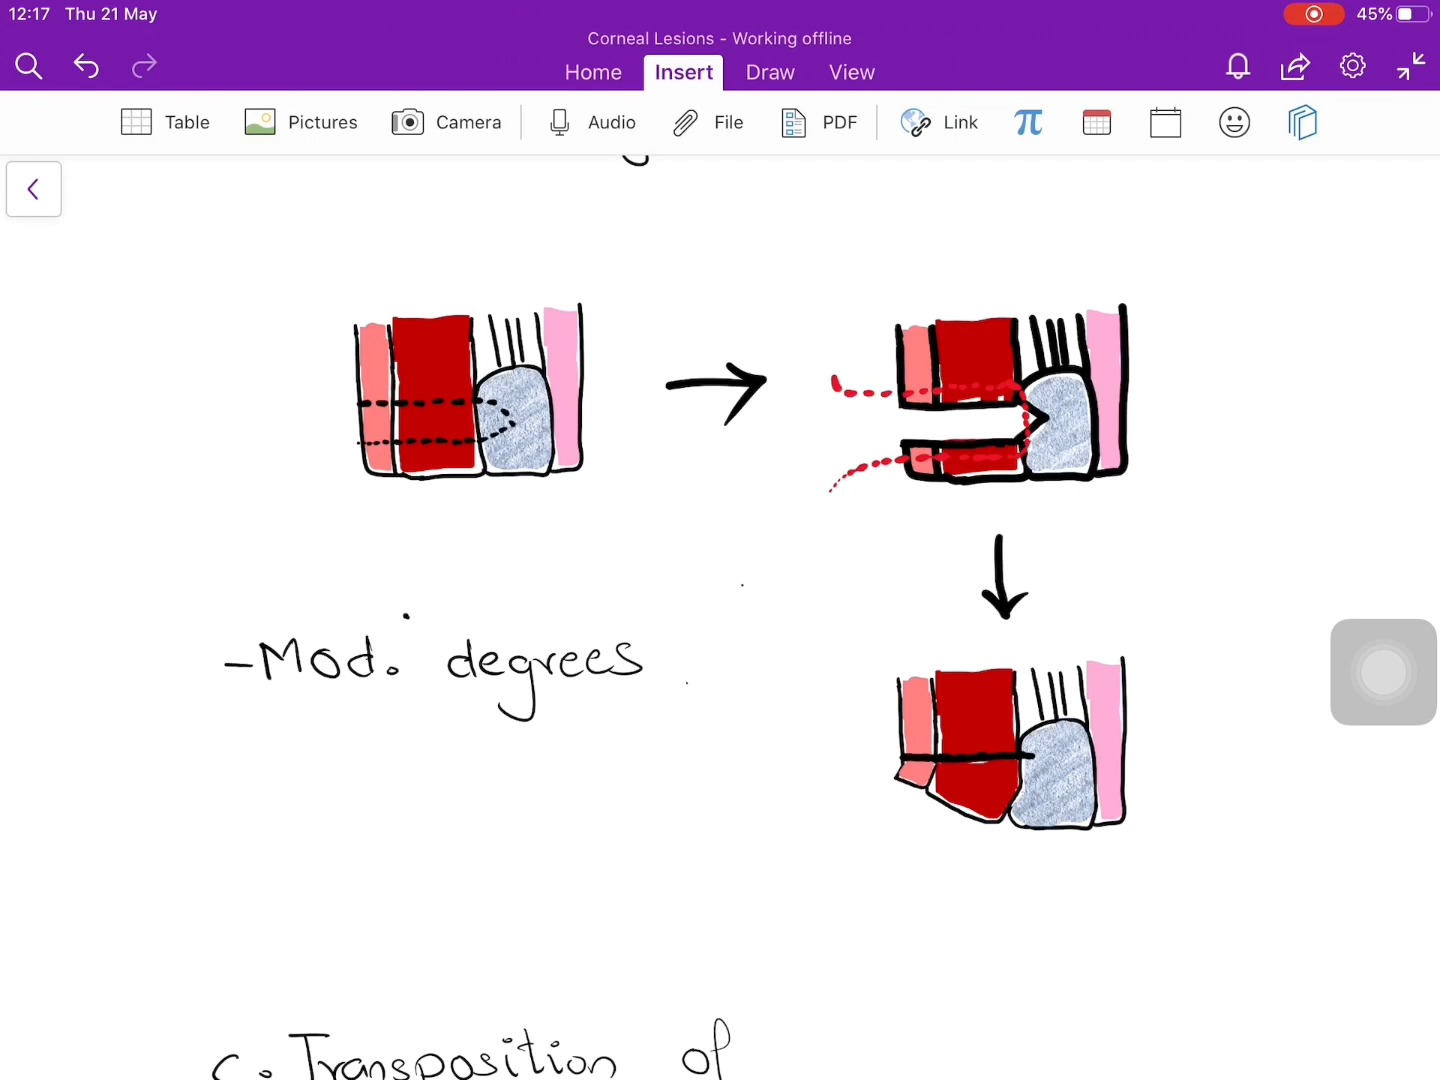 12:17 Thu 21 May 45%
Corneal Lesions - Working offline
Home Insert Draw View
Table Pictures Camera Audio File PDF Link
-Mod. degrees
C. Transposition of